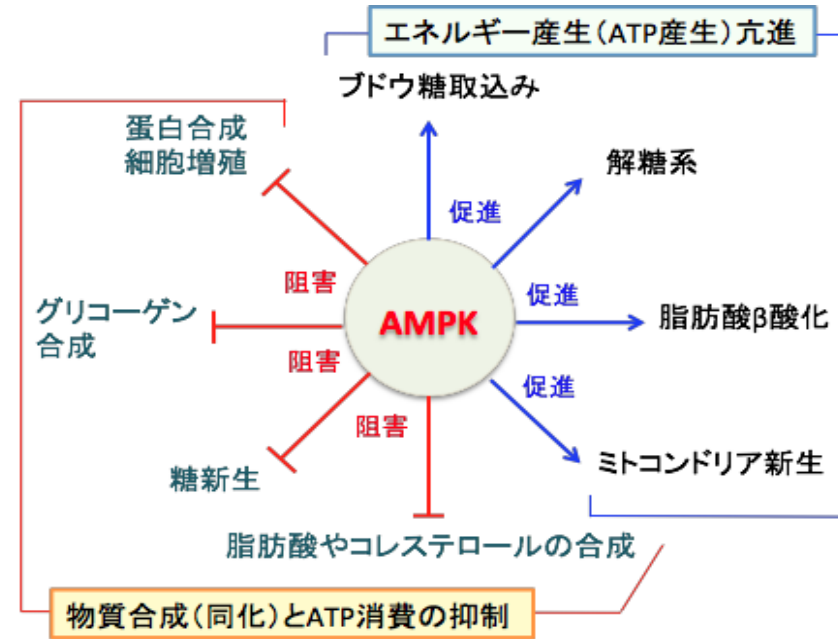 エネルギー産生(ATP産生)亢進
ブドウ糖取込み
蛋白合成
細胞増殖
解糖系
促進
阻害
グリコーゲン
合成
AMPK
促進
脂肪酸β酸化
阻害
促進
阻害
糖新生
ミトコンドリア新生
脂肪酸やコレステロールの合成
物質合成(同化)とATP消費の抑制